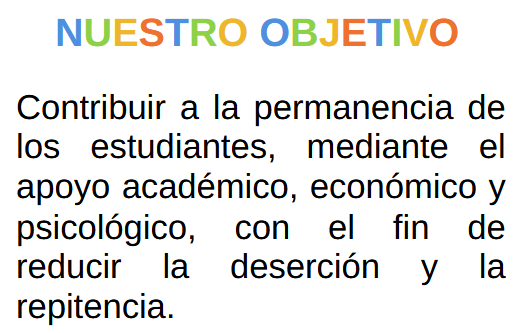 NUESTRO OBJETIVO
Contribuir a la permanencia de
los estudiantes, mediante el
apoyo académico, económico y
psicológico, con el fin de
reducir la deserción y la
repitencia.